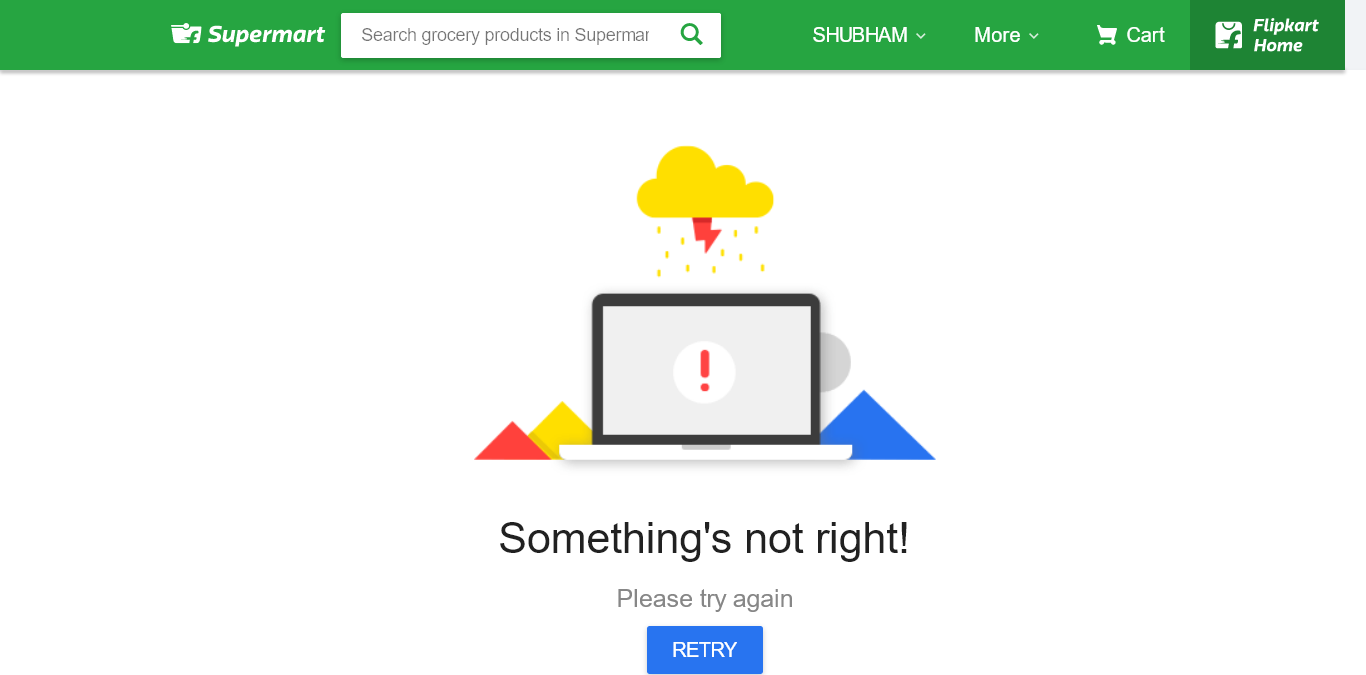 Supermart
Search grocery products in Supermar
SHUBHAM
More
Cart
Flipkart
Home
!
Something's not right!
Please try again
RETRY